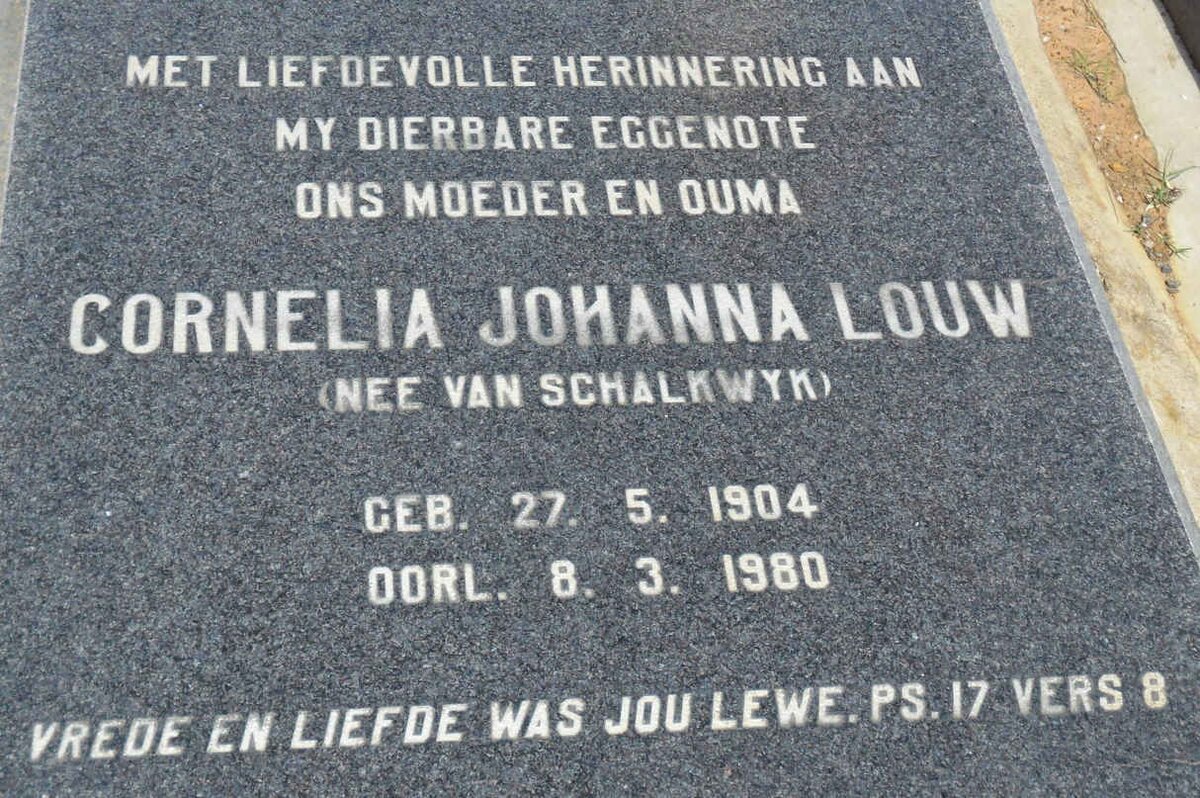 MET LIEFDEVOLLE HERINNERING AAN
MY DIERBARE EGGENOTE
ONS MOEDER EN OUMA
CORNELIA JOHANNA LOUW
(NEE VAN SCHALKWYK)
GEB. 27. 5. 1904
OORL. 8. 3. 1980
VREDE EN LIEFDE WAS JOU LEWE. PS. 17 VERS 8